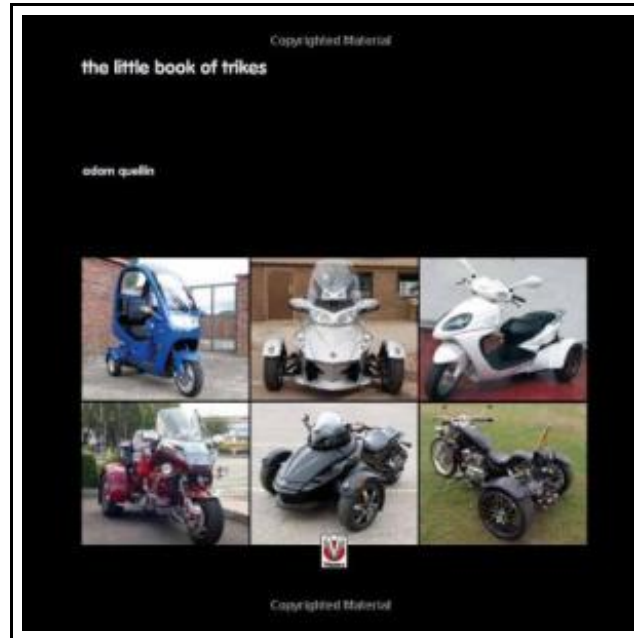 Copyrighted Material
the little book of trikes
adam quellin
Copyrighted Material